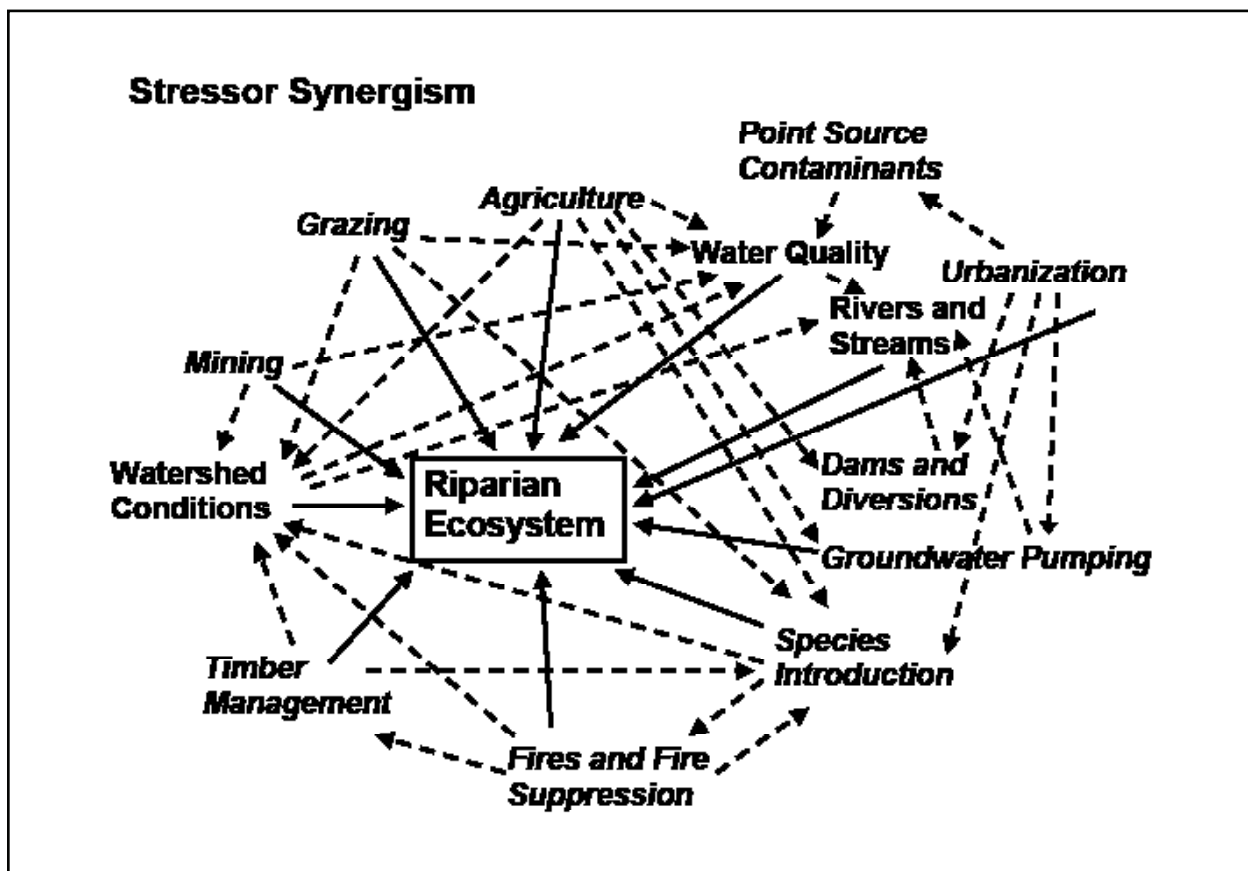 Stressor Synergism
Point Source
Contaminants
Agriculture
Grazing
Water Quality
Urbanization
Rivers and
Streams
Mining
Watershed
Conditions
Riparian
Ecosystem
Dams and
Diversions
Groundwater Pumping
Species
Introduction
Timber
Management
Fires and Fire
Suppression